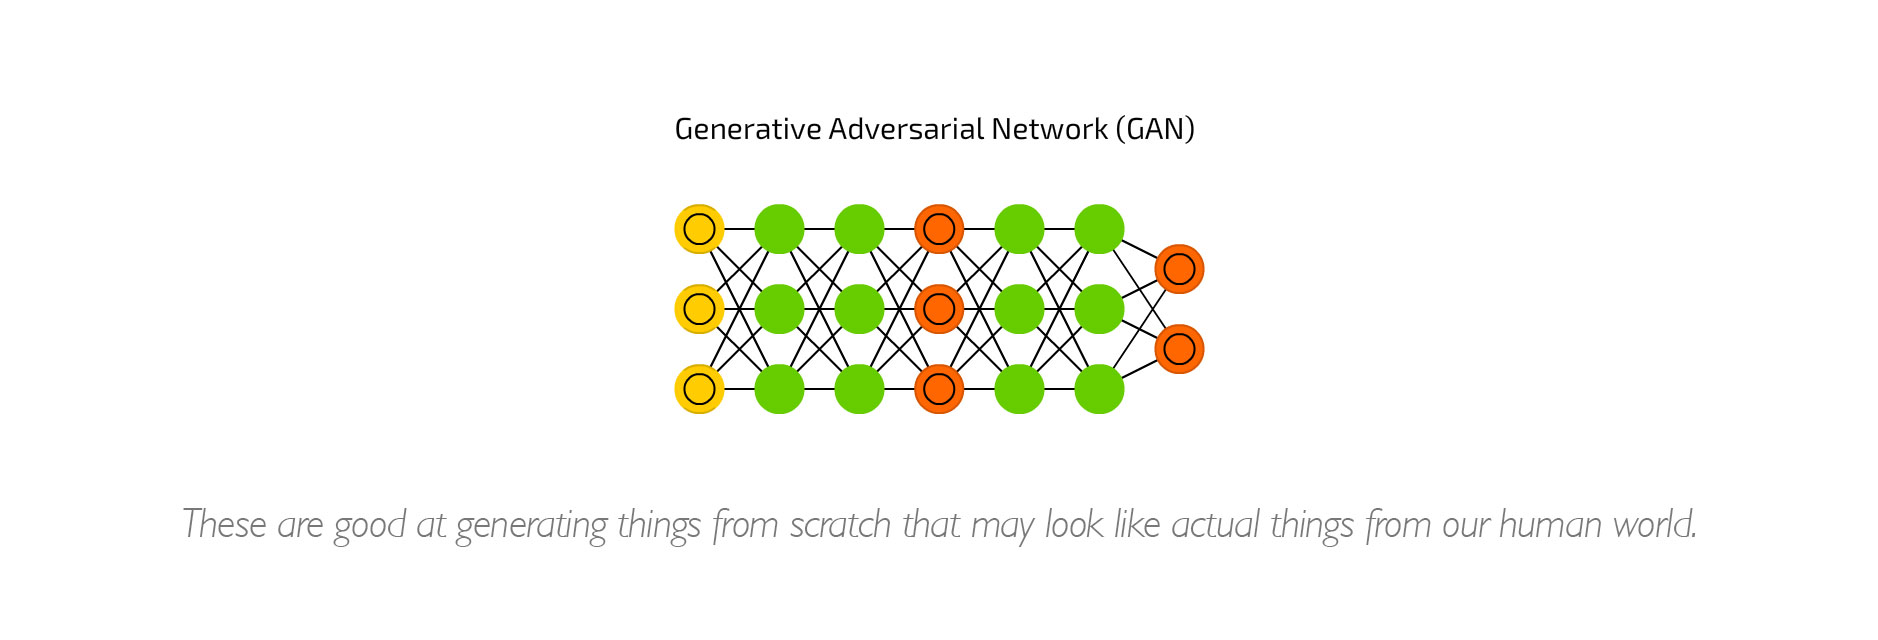 Generative Adversarial Network (GAN)
These are good at generating things from scratch that may look like actual things from our human world.